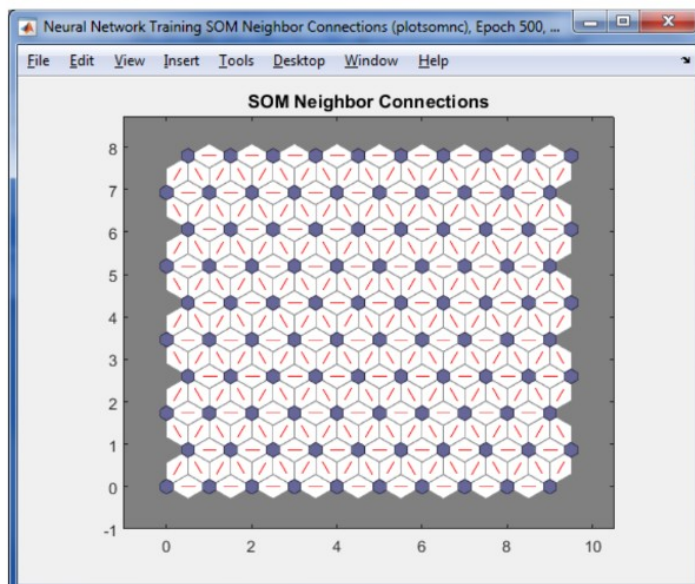 Neural Network Training SOM Neighbor Connections (plotsomnc), Epoch 500, ...
File Edit View Insert Tools Desktop Window Help
SOM Neighbor Connections
8
7
6
5
4
3
2
1
0
-1
0 2 4 6 8 10